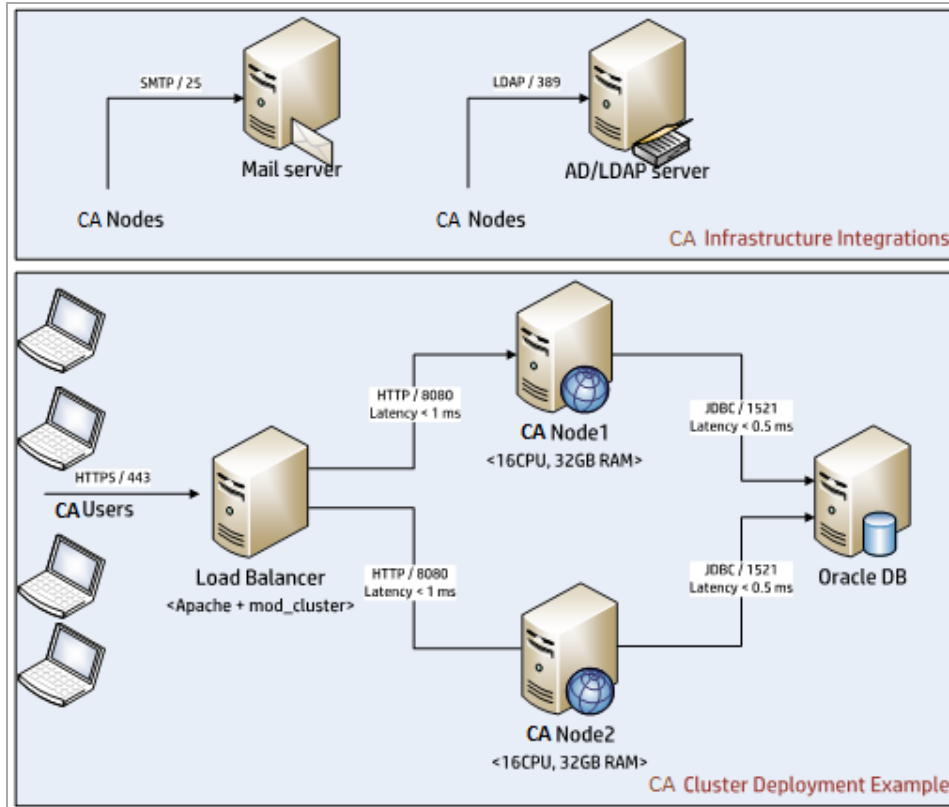 SMTP / 25
LDAP / 389
Mail server
AD/LDAP server
CA Nodes
CA Nodes
CA Infrastructure Integrations
HTTP / 8080
Latency < 1 ms
JDBC / 1521
Latency < 0.5 ms
CA Node1
<16CPU, 32GB RAM>
HTTPS / 443
CA Users
Load Balancer
<Apache + mod_cluster>
HTTP / 8080
Latency < 1 ms
JDBC / 1521
Latency < 0.5 ms
Oracle DB
CA Node2
<16CPU, 32GB RAM>
CA Cluster Deployment Example